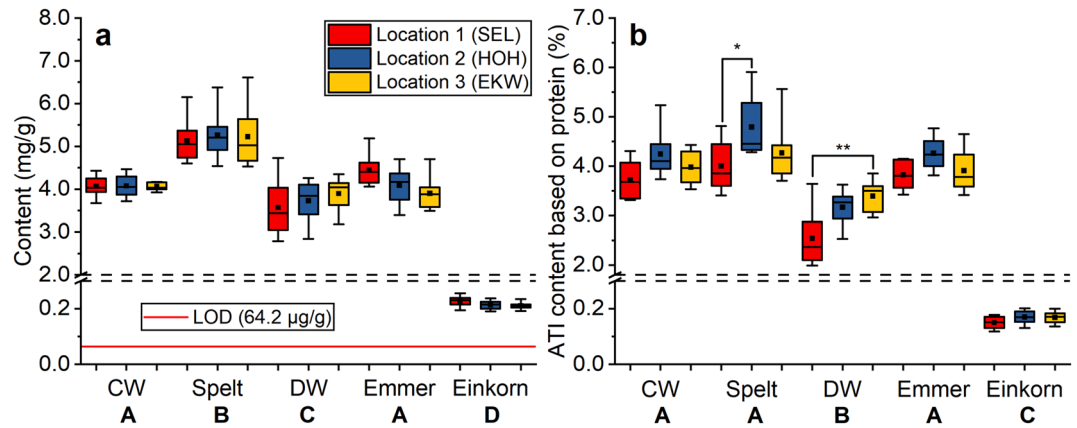 a
Content (mg/g)
8.0
7.0
6.0
5.0
4.0
3.0
2.0
0.2
0.0
Location 1 (SEL)
Location 2 (HOH)
Location 3 (EKW)
LOD (64.2 µg/g)
CW Spelt DW Emmer Einkorn
A B C A D
b
ATI content based on protein (%)
7.0
6.0
5.0
4.0
3.0
2.0
0.2
0.0
*
**
CW Spelt DW Emmer Einkorn
A A B A C